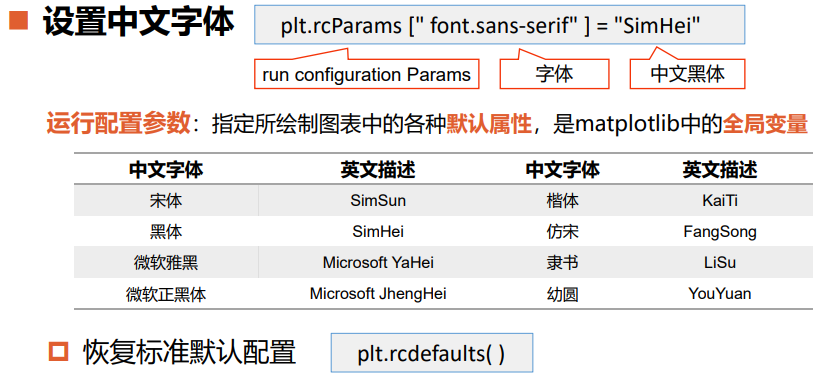 设置中文字体 plt.rcParams [" font.sans-serif" ] = "SimHei"
run configuration Params 字体 中文黑体
运行配置参数：指定所绘制图表中的各种默认属性，是matplotlib中的全局变量
中文字体 英文描述 中文字体 英文描述
宋体 SimSun 楷体 KaiTi
黑体 SimHei 仿宋 FangSong
微软雅黑 Microsoft YaHei 隶书 LiSu
微软正黑体 Microsoft JhengHei 幼圆 YouYuan
恢复标准默认配置 plt.rcdefaults( )